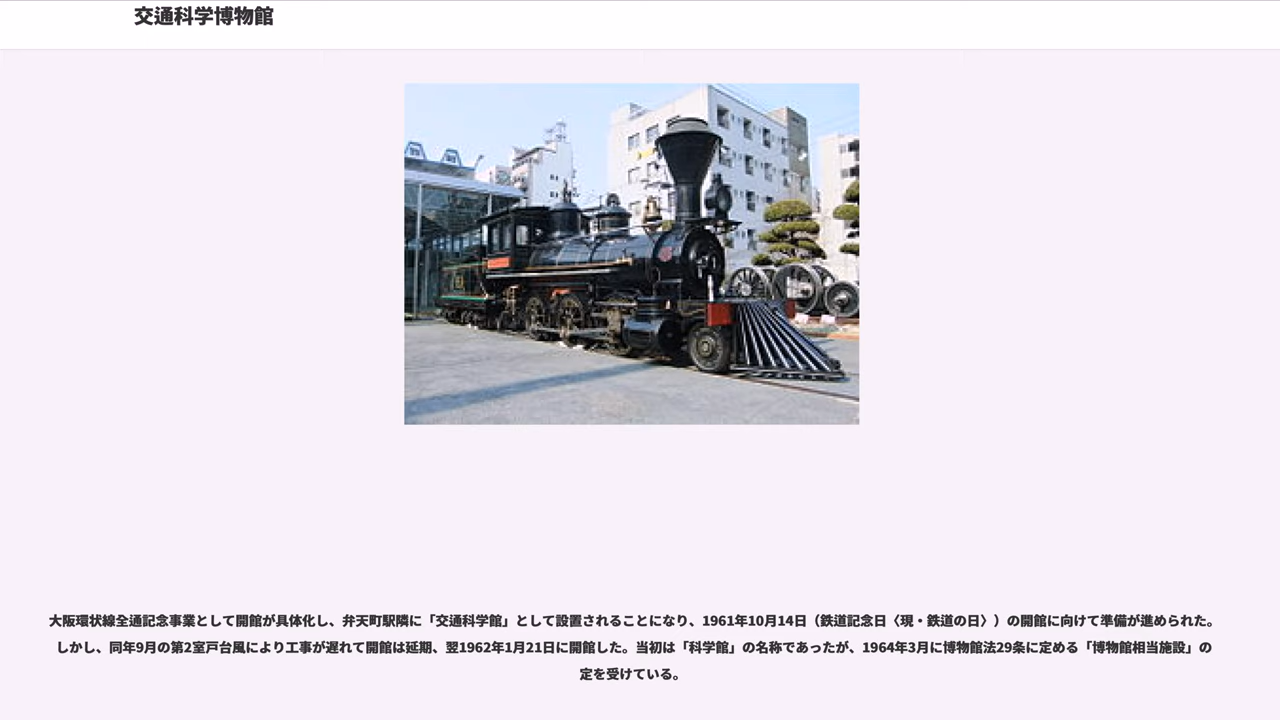 交通科学博物館
大阪環状線全通記念事業として開館が具体化し、弁天町駅隣に「交通科学館」として設置されることになり、1961年10月14日（鉄道記念日〈現・鉄道の日〉）の開館に向けて準備が進められた。
しかし、同年9月の第2室戸台風により工事が遅れて開館は延期、翌1962年1月21日に開館した。当初は「科学館」の名称であったが、1964年3月に博物館法29条に定める「博物館相当施設」の
定を受けている。